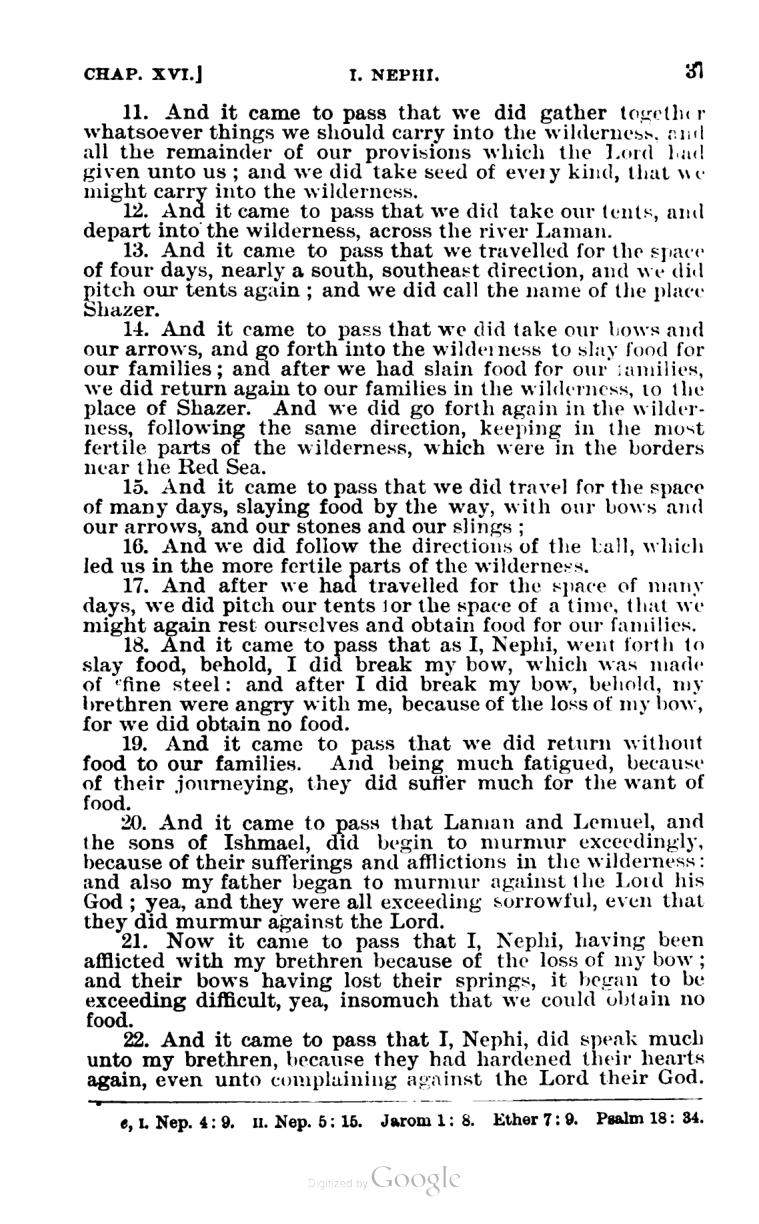 CHAP. XVI.] I. NEPHI. 37
11. And it came to pass that we did gather together
whatsoever things we should carry into the wilderness, and
all the remainder of our provisions which the Lord had
given unto us ; and we did take seed of every kind, that we
might carry into the wilderness.
12. And it came to pass that we did take our tents, and
depart into the wilderness, across the river Laman.
13. And it came to pass that we travelled for the space
of four days, nearly a south, southeast direction, and we did
pitch our tents again ; and we did call the name of the place
Shazer.
14. And it came to pass that we did take our bows and
our arrows, and go forth into the wilderness to slay food for
our families ; and after we had slain food for our families,
we did return again to our families in the wilderness, to the
place of Shazer. And we did go forth again in the wilder-
ness, following the same direction, keeping in the most
fertile parts of the wilderness, which were in the borders
near the Red Sea.
15. And it came to pass that we did travel for the space
of many days, slaying food by the way, with our bows and
our arrows, and our stones and our slings ;
16. And we did follow the directions of the ball, which
led us in the more fertile parts of the wilderness.
17. And after we had travelled for the space of many
days, we did pitch our tents for the space of a time, that we
might again rest ourselves and obtain food for our families.
18. And it came to pass that as I, Nephi, went forth to
slay food, behold, I did break my bow, which was made
of ᵉfine steel : and after I did break my bow, behold, my
brethren were angry with me, because of the loss of my bow,
for we did obtain no food.
19. And it came to pass that we did return without
food to our families. And being much fatigued, because
of their journeying, they did suffer much for the want of
food.
20. And it came to pass that Laman and Lemuel, and
the sons of Ishmael, did begin to murmur exceedingly,
because of their sufferings and afflictions in the wilderness :
and also my father began to murmur against the Lord his
God ; yea, and they were all exceeding sorrowful, even that
they did murmur against the Lord.
21. Now it came to pass that I, Nephi, having been
afflicted with my brethren because of the loss of my bow ;
and their bows having lost their springs, it began to be
exceeding difficult, yea, insomuch that we could obtain no
food.
22. And it came to pass that I, Nephi, did speak much
unto my brethren, because they had hardened their hearts
again, even unto complaining against the Lord their God.
e, I. Nep. 4 : 9. II. Nep. 5 : 15. Jarom 1 : 8. Ether 7 : 9. Psalm 18 : 34.
Digitized by Google